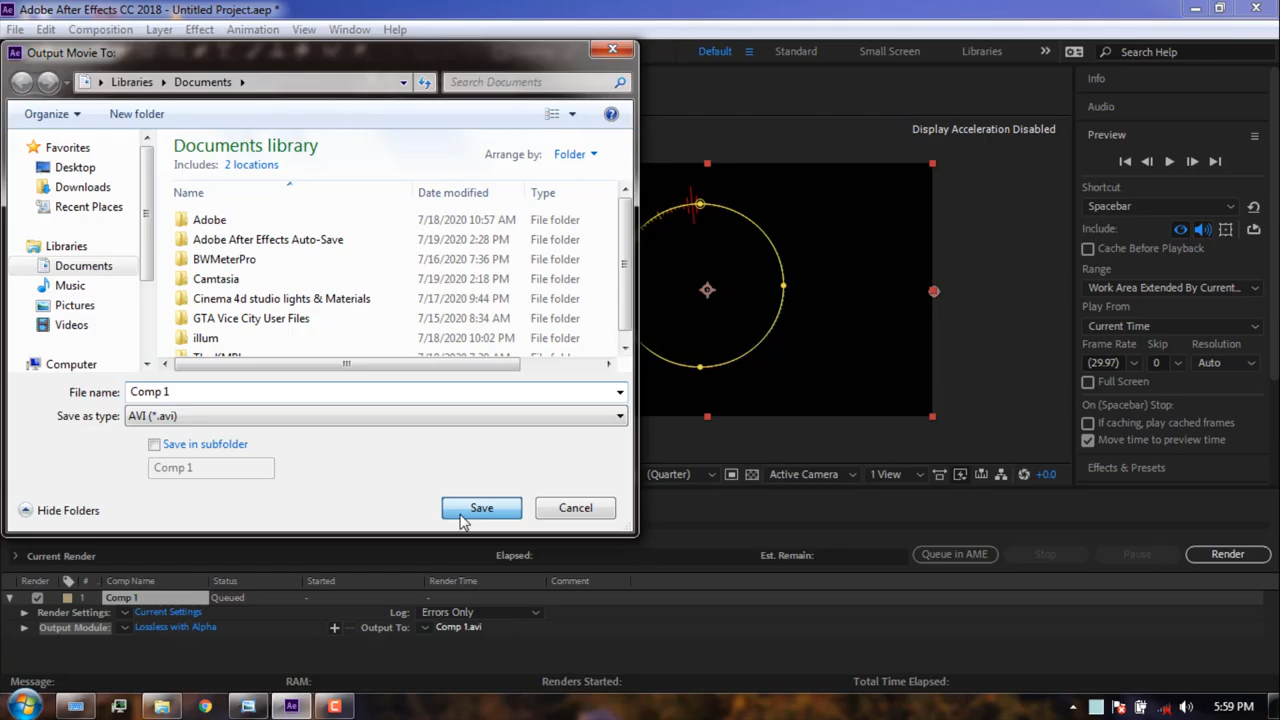 Adobe After Effects CC 2018 - Untitled Project.aep *
File Edit Composition Layer Effect Animation View Window Help
Output Movie To:
Default Standard Small Screen Libraries Search Help
Libraries Documents Search Documents
Organize New folder
Documents library
Includes: 2 locations
Arrange by: Folder
Name Date modified Type
Favorites
Desktop
Downloads
Recent Places
Libraries
Documents
Music
Pictures
Videos
Computer
Adobe 7/18/2020 10:57 AM File folder
Adobe After Effects Auto-Save 7/19/2020 2:28 PM File folder
BWMeterPro 7/16/2020 7:36 PM File folder
Camtasia 7/19/2020 2:18 PM File folder
Cinema 4d studio lights & Materials 7/17/2020 9:44 PM File folder
GTA Vice City User Files 7/15/2020 8:34 AM File folder
illum 7/18/2020 10:02 PM File folder
File name: Comp 1
Save as type: AVI (*.avi)
Save in subfolder
Comp 1
Hide Folders Save Cancel
Display Acceleration Disabled
Info
Audio
Preview
Shortcut
Spacebar
Include:
Cache Before Playback
Range
Work Area Extended By Current...
Play From
Current Time
Frame Rate Skip Resolution
(29.97) 0 Auto
Full Screen
On (Spacebar) Stop:
If caching, play cached frames
Move time to preview time
Effects & Presets
(Quarter) Active Camera 1 View +0.0
Current Render Elapsed: Est. Remain: Queue in AME Stop Pause Render
Render # Comp Name Status Started Render Time Comment
1 Comp 1 Queued - -
Render Settings: Current Settings Log: Errors Only
Output Module: Lossless with Alpha Output To: Comp 1.avi
Message: RAM: Renders Started: Total Time Elapsed:
5:59 PM